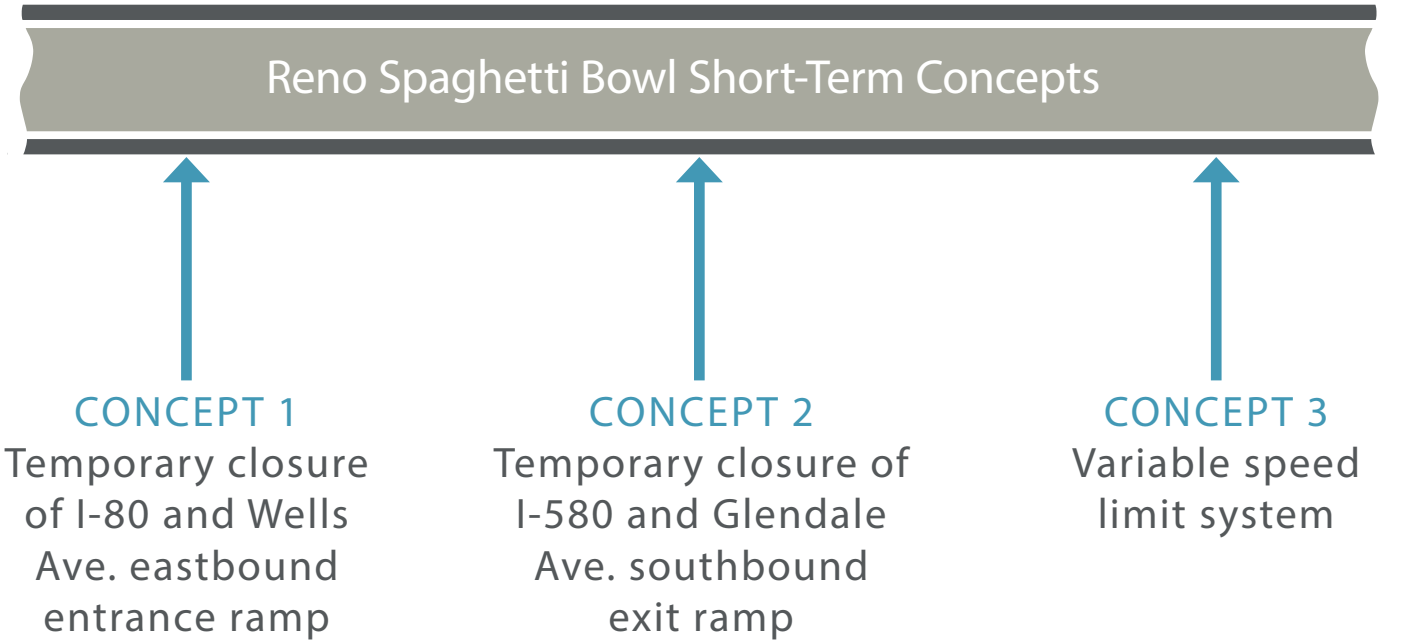 Reno Spaghetti Bowl Short-Term Concepts
CONCEPT 1
Temporary closure
of I-80 and Wells
Ave. eastbound
entrance ramp
CONCEPT 2
Temporary closure of
I-580 and Glendale
Ave. southbound
exit ramp
CONCEPT 3
Variable speed
limit system